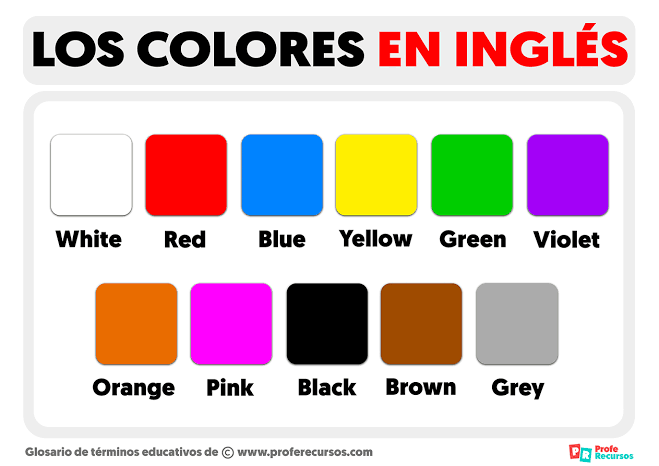 LOS COLORES EN INGLÉS
White Red Blue Yellow Green Violet
Orange Pink Black Brown Grey
Glosario de términos educativos de © www.proferecursos.com
PR Profe
Recursos